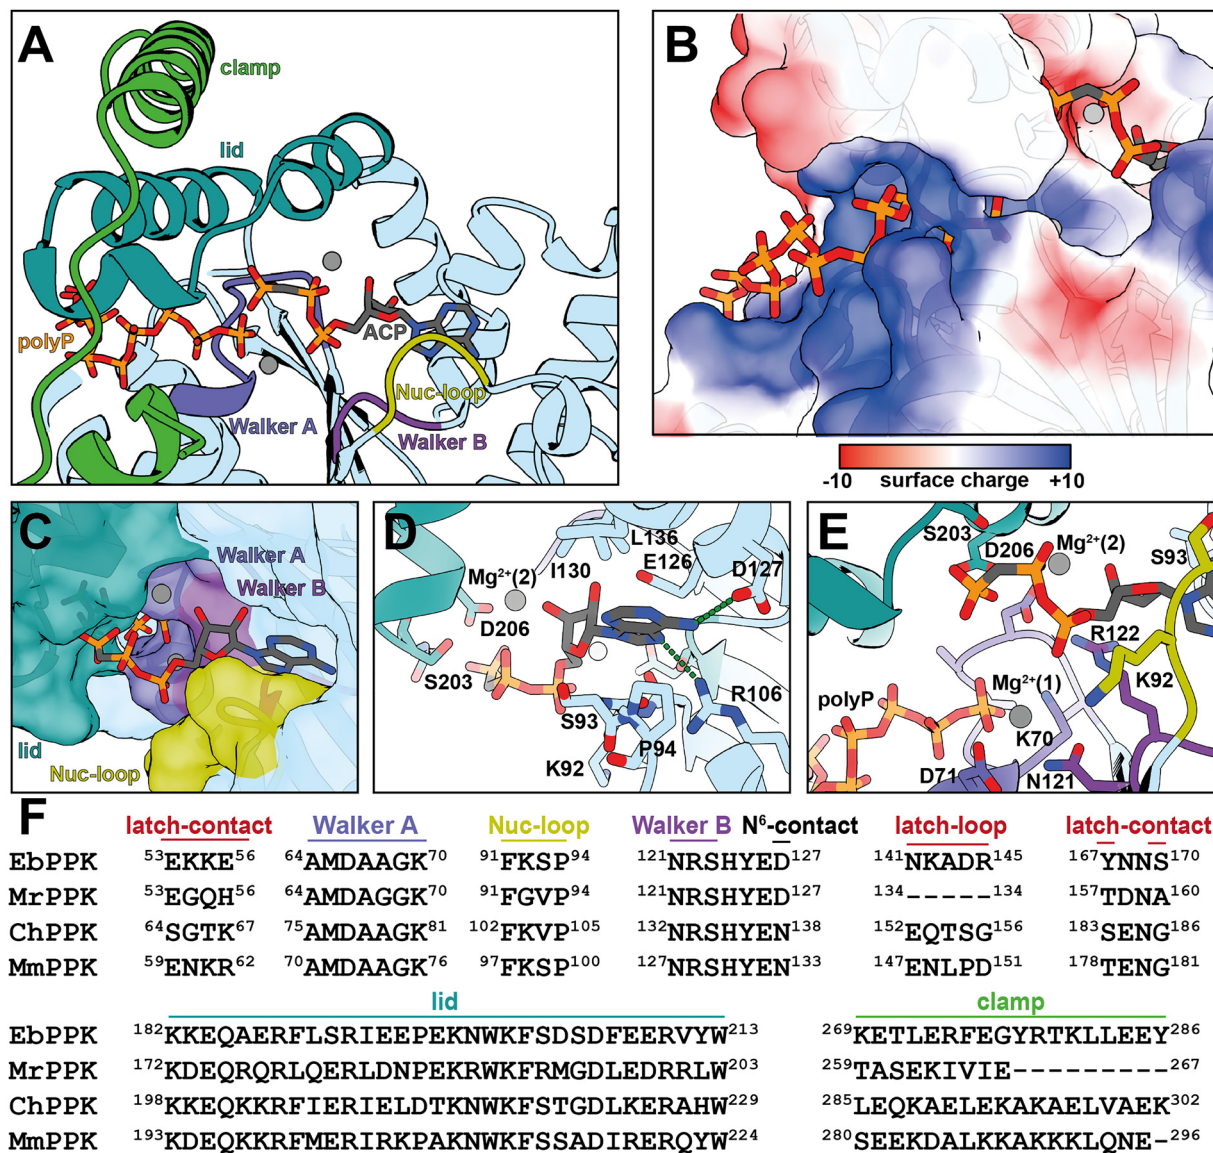 A
clamp
lid
polyP
ACP
Nuc-loop
Walker A
Walker B
B
-10 surface charge +10
C
Walker A
Walker B
lid
Nuc-loop
D
L136
E126
I130
D127
Mg²⁺(2)
D206
S203
S93
R106
P94
K92
E
S203
D206
Mg²⁺(2)
S93
R122
K92
Mg²⁺(1)
polyP
K70
D71
N121
F
latch-contact Walker A Nuc-loop Walker B N⁶-contact latch-loop latch-contact
EbPPK ⁵³EKKE⁵⁶ ⁶⁴AMDAAGK⁷⁰ ⁹¹FKSP⁹⁴ ¹²¹NRSHYED¹²⁷ ¹⁴¹NKADR¹⁴⁵ ¹⁶⁷YNNS¹⁷⁰
MrPPK ⁵³EGQH⁵⁶ ⁶⁴AMDAAGK⁷⁰ ⁹¹FGVP⁹⁴ ¹²¹NRSHYED¹²⁷ ¹³⁴-----¹³⁴ ¹⁵⁷TDNA¹⁶⁰
ChPPK ⁶⁴SGTK⁶⁷ ⁷⁵AMDAAGK⁸¹ ¹⁰²FKVP¹⁰⁵ ¹³²NRSHYEN¹³⁸ ¹⁵²EQTSG¹⁵⁶ ¹⁸³SENG¹⁸⁶
MmPPK ⁵⁹ENKR⁶² ⁷⁰AMDAAGK⁷⁶ ⁹⁷FKSP¹⁰⁰ ¹²⁷NRSHYEN¹³³ ¹⁴⁷ENLPD¹⁵¹ ¹⁷⁸TENG¹⁸¹
lid clamp
EbPPK ¹⁸²KKEQAERFLSRIEEPEKNWKFSDSDFEERVYW²¹³ ²⁶⁹KETLERFEGYRTKLLEEY²⁸⁶
MrPPK ¹⁷²KDEQRQRLQERLDNPEKRWKFRMGDLEDRRLW²⁰³ ²⁵⁹TASEKIVIE---------²⁶⁷
ChPPK ¹⁹⁸KKEQKKRFIERIELDTKNWKFSTGDLKERAHW²²⁹ ²⁸⁵LEQKAELEKAKAELVAEK³⁰²
MmPPK ¹⁹³KDEQKKRFMERIRKPAKNWKFSSADIRERQYW²²⁴ ²⁸⁰SEEKDALKKAKKKLQNE-²⁹⁶